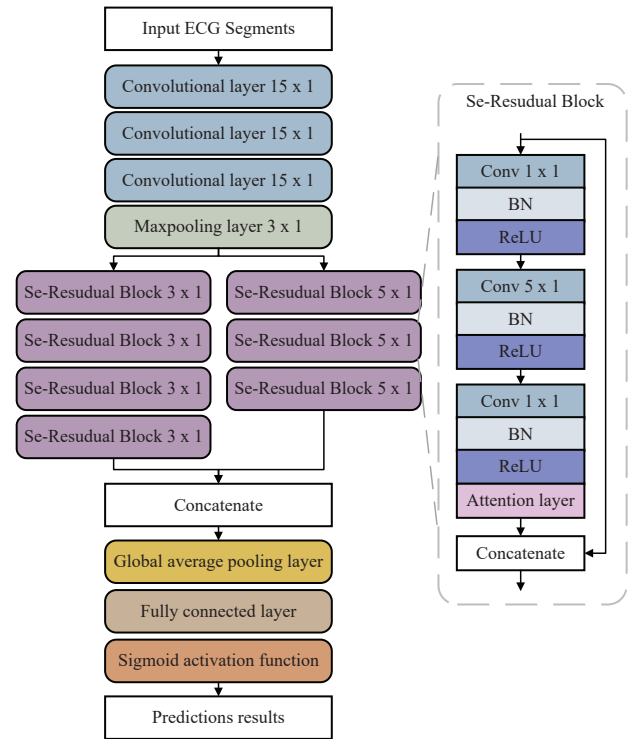 Input ECG Segments
Convolutional layer 15 x 1
Convolutional layer 15 x 1
Convolutional layer 15 x 1
Maxpooling layer 3 x 1
Se-Resudual Block 3 x 1
Se-Resudual Block 3 x 1
Se-Resudual Block 3 x 1
Se-Resudual Block 3 x 1
Se-Resudual Block 5 x 1
Se-Resudual Block 5 x 1
Se-Resudual Block 5 x 1
Concatenate
Global average pooling layer
Fully connected layer
Sigmoid activation function
Predictions results
Se-Resudual Block
Conv 1 x 1
BN
ReLU
Conv 5 x 1
BN
ReLU
Conv 1 x 1
BN
ReLU
Attention layer
Concatenate